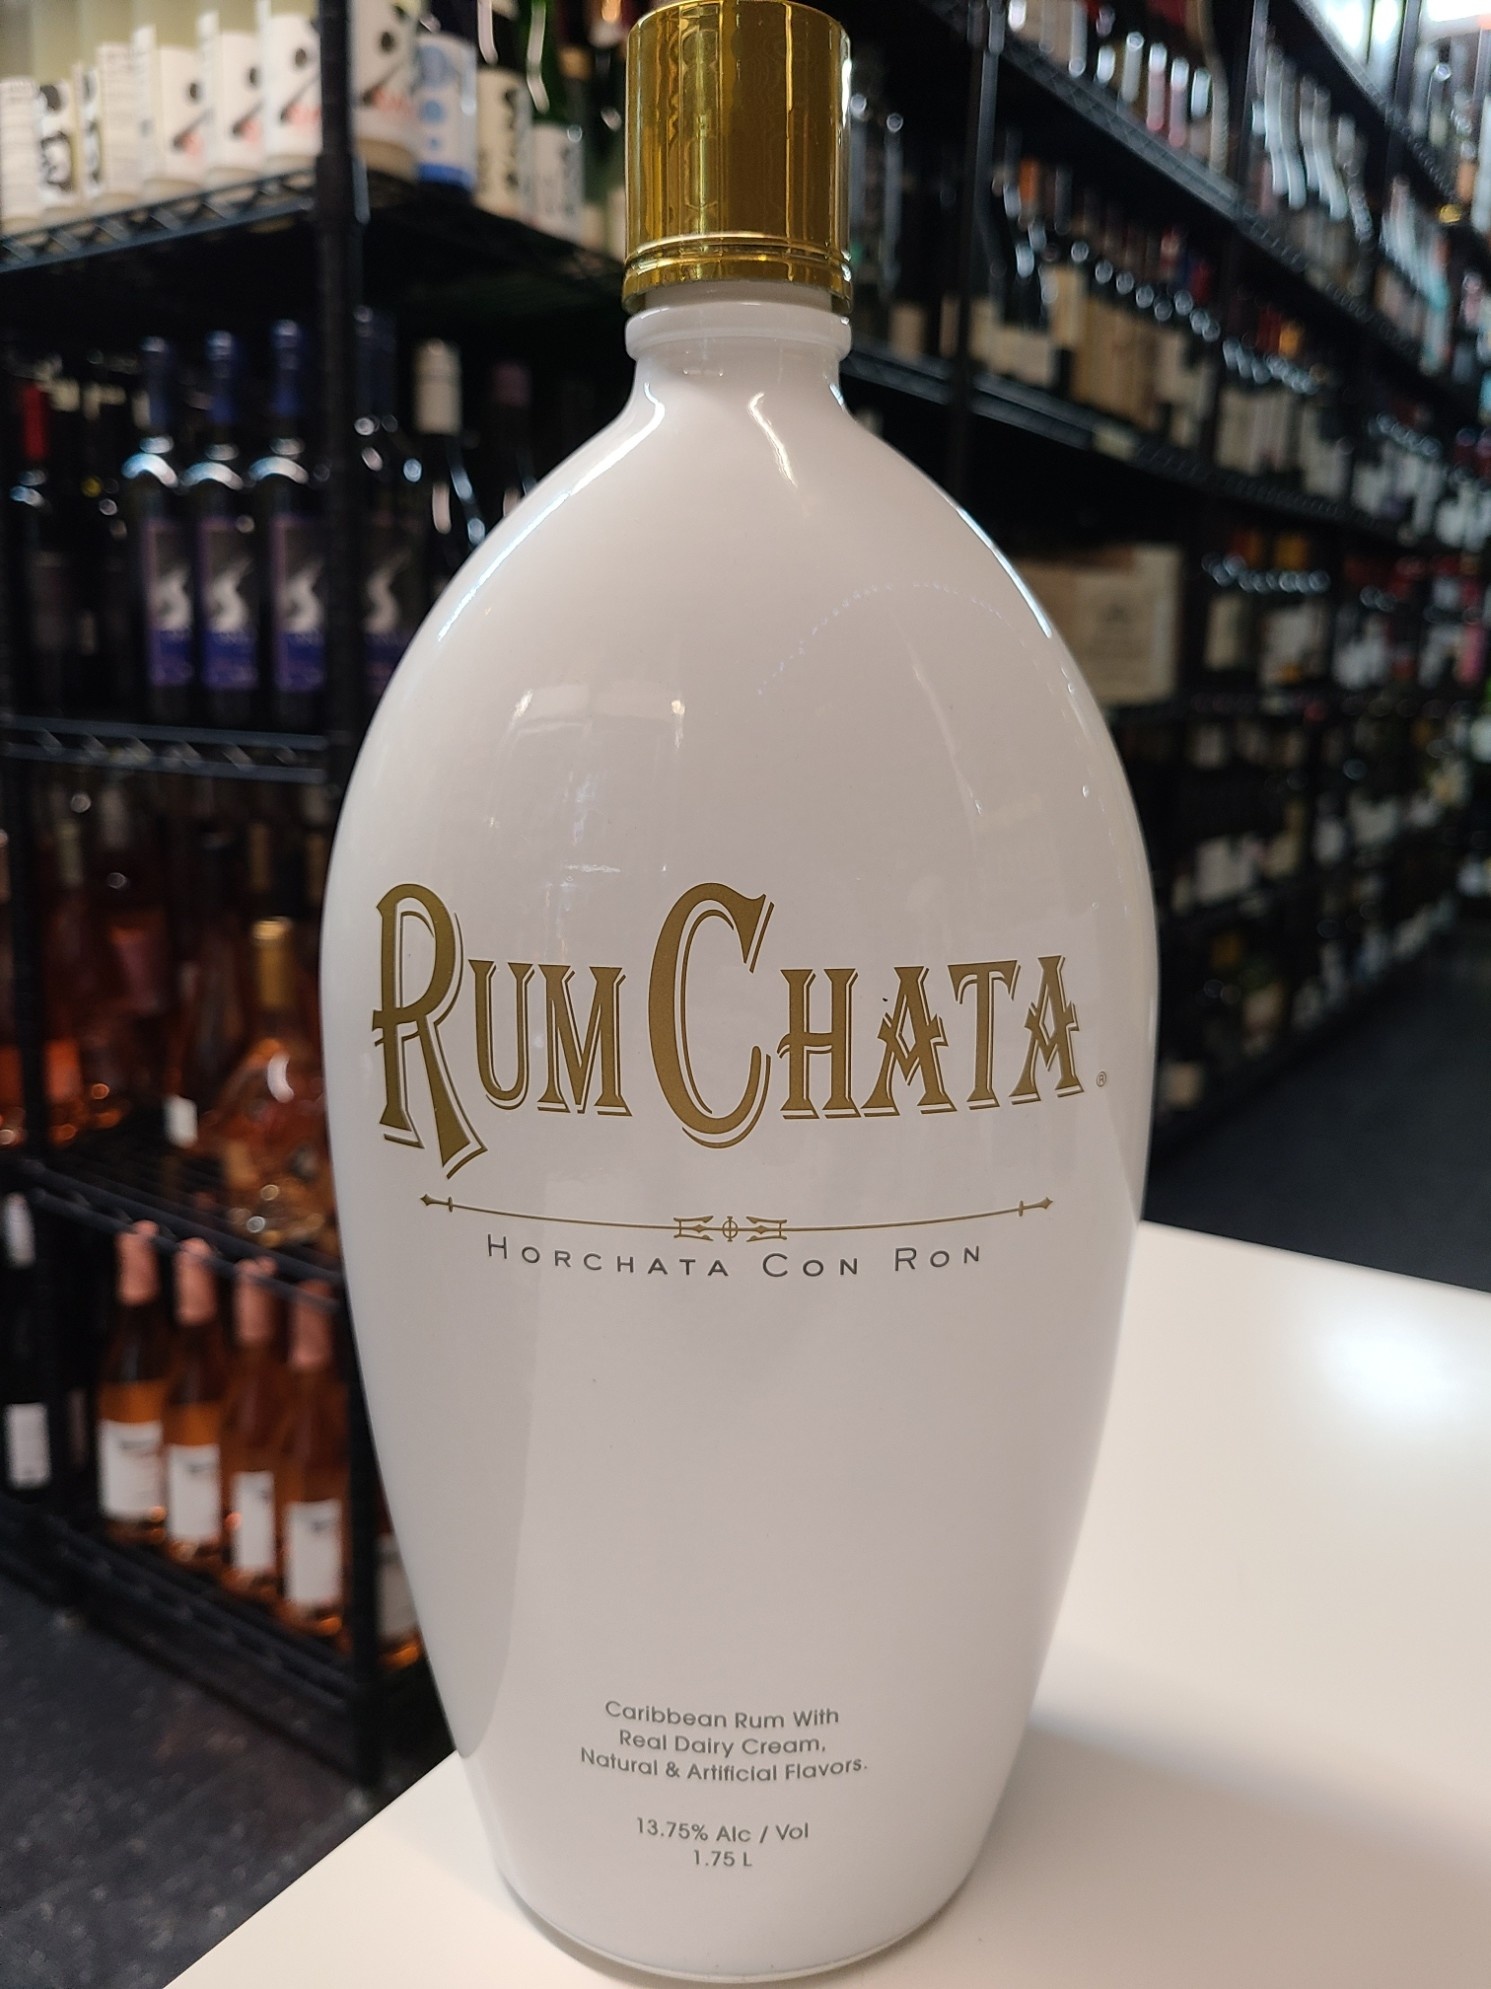 RUMCHATA®
HORCHATA CON RON
Caribbean Rum With
Real Dairy Cream,
Natural & Artificial Flavors.
13.75% Alc / Vol
1.75 L